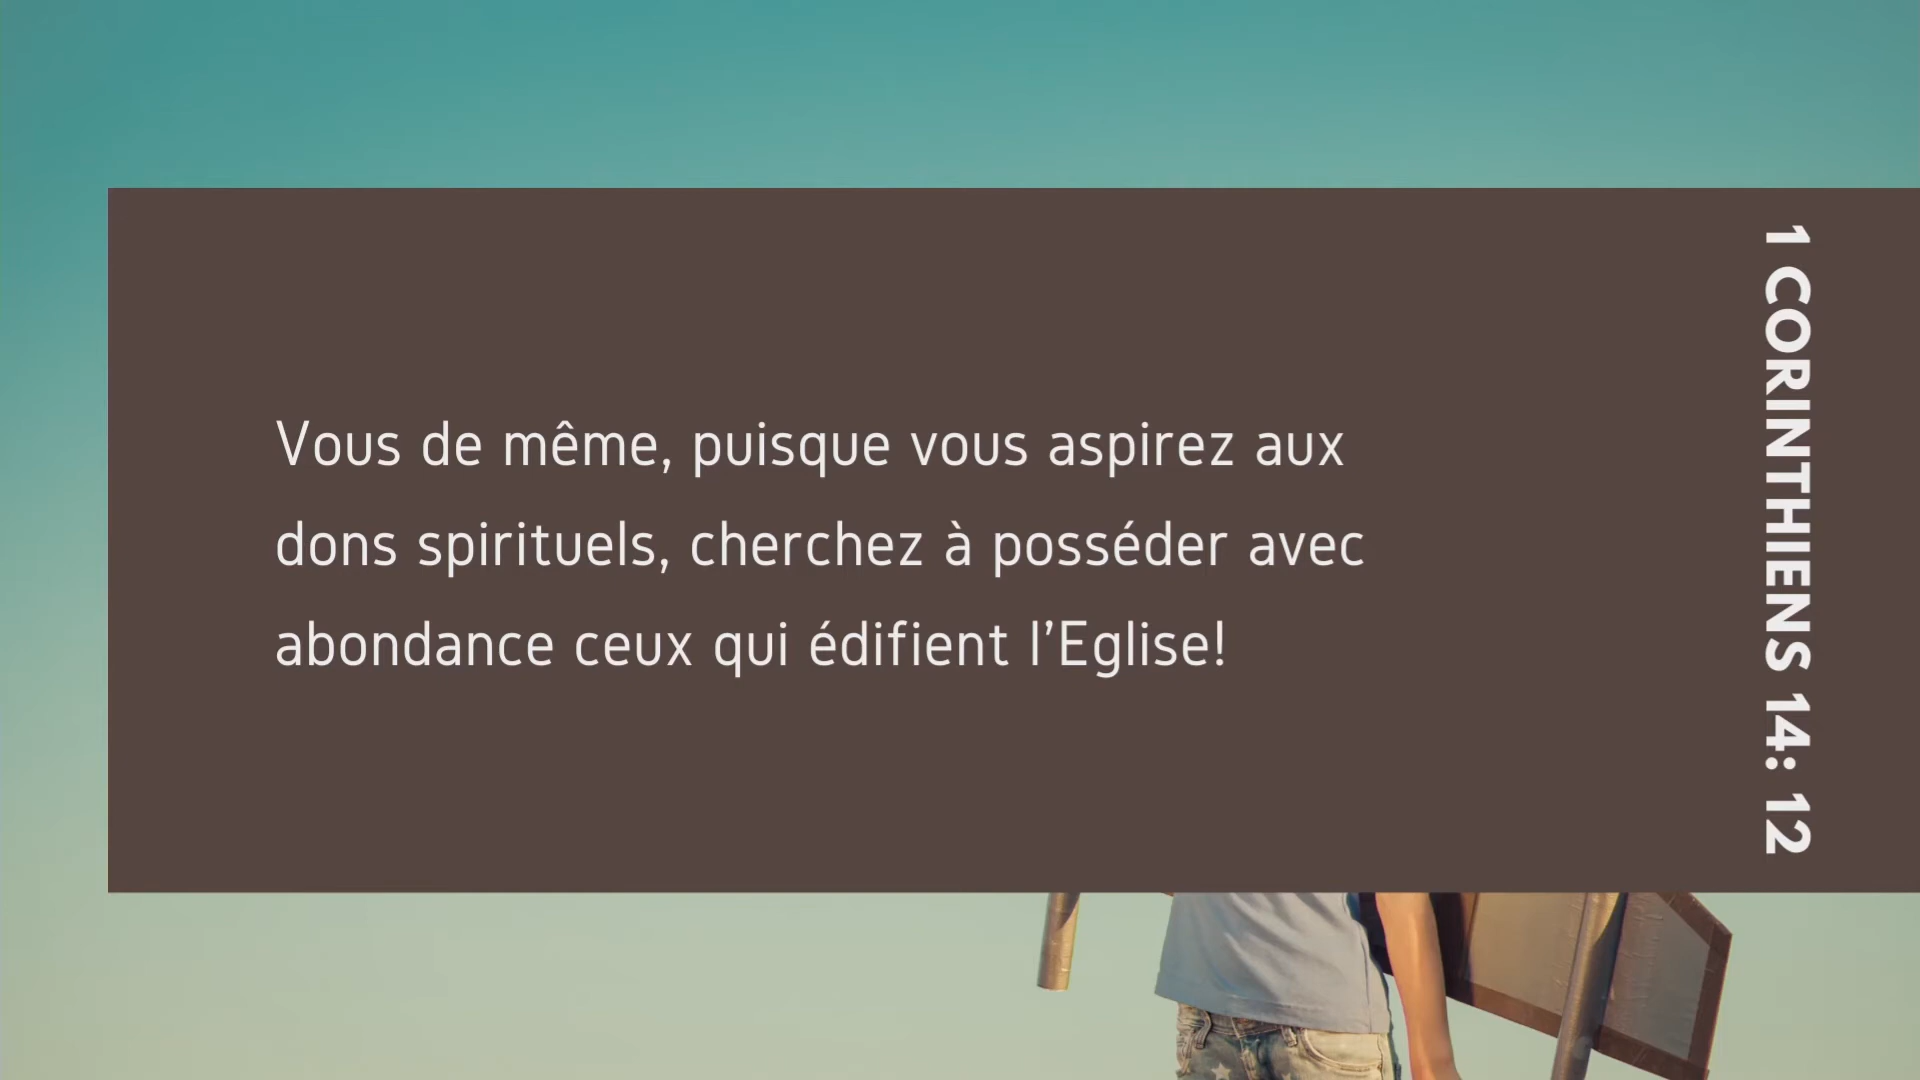 Vous de même, puisque vous aspirez aux
dons spirituels, cherchez à posséder avec
abondance ceux qui édifient l’Eglise!
1 CORINTHIENS 14: 12